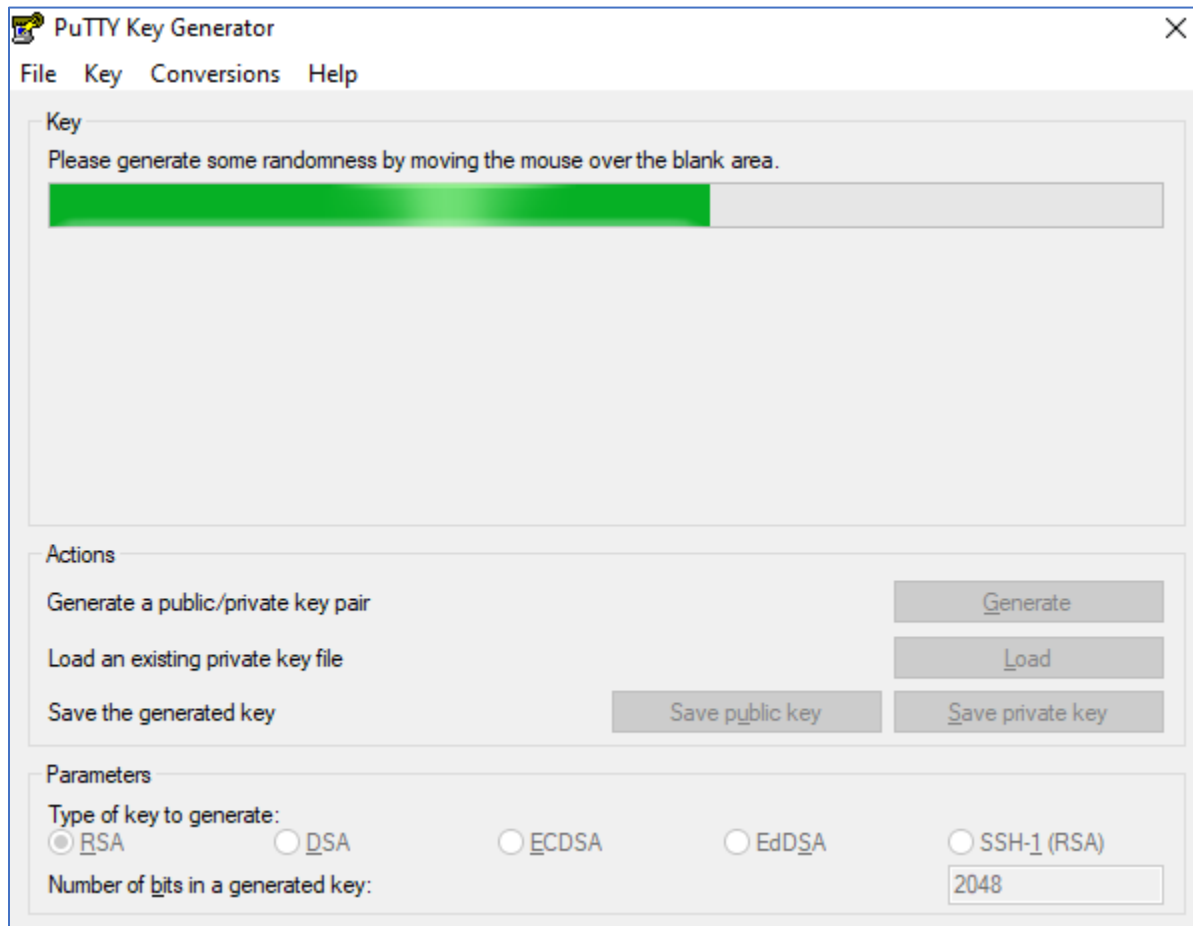 PuTTY Key Generator
File Key Conversions Help
Key
Please generate some randomness by moving the mouse over the blank area.
Actions
Generate a public/private key pair Generate
Load an existing private key file Load
Save the generated key Save public key Save private key
Parameters
Type of key to generate:
RSA DSA ECDSA EdDSA SSH-1 (RSA)
Number of bits in a generated key: 2048